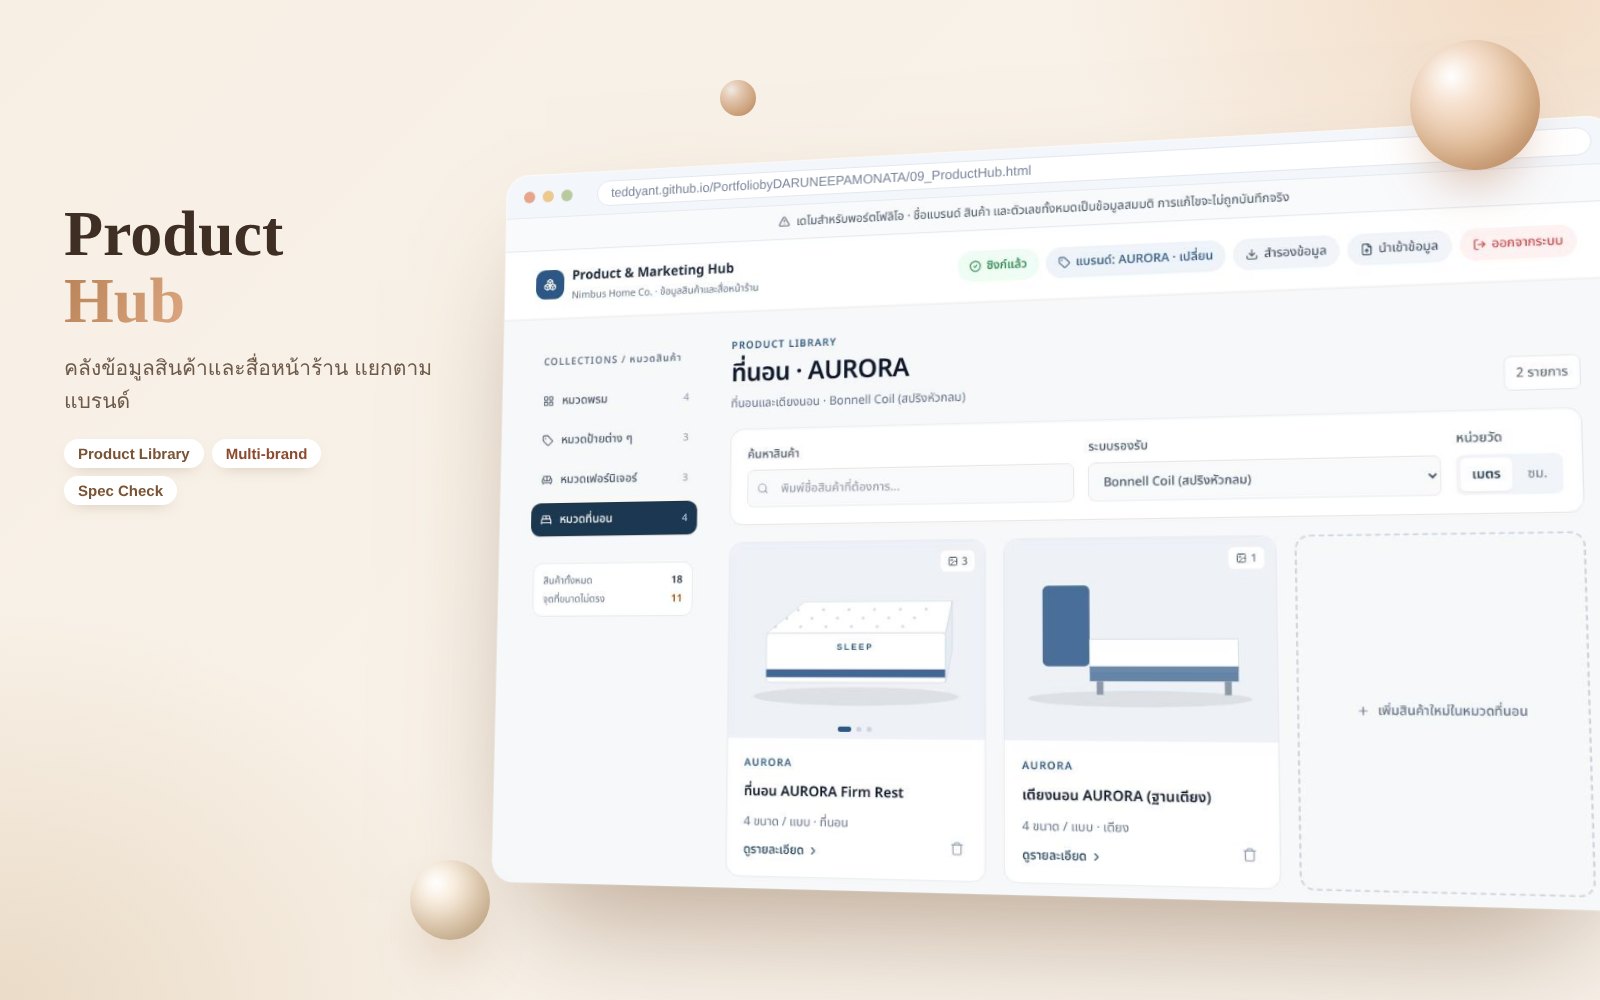 Product
Hub
คลังข้อมูลสินค้าและสื่อหน้าร้าน แยกตาม
แบรนด์
Product Library
Multi-brand
Spec Check
teddyant.github.io/PortfoliobyDARUNEEPAMONATA/09_ProductHub.html
เดโมสำหรับพอร์ตโฟลิโอ · ชื่อแบรนด์ สินค้า และตัวเลขทั้งหมดเป็นข้อมูลสมมติ การแก้ไขจะไม่ถูกบันทึกจริง
Product & Marketing Hub
Nimbus Home Co. · ข้อมูลสินค้าและสื่อหน้าร้าน
ซิงก์แล้ว
แบรนด์: AURORA · เปลี่ยน
สำรองข้อมูล
นำเข้าข้อมูล
ออกจากระบบ
COLLECTIONS / หมวดสินค้า
หมวดพรม 4
หมวดป้ายต่าง ๆ 3
หมวดเฟอร์นิเจอร์ 3
หมวดที่นอน 4
สินค้าทั้งหมด 18
จุดที่ขนาดไม่ตรง 11
PRODUCT LIBRARY
ที่นอน · AURORA
ที่นอนและเตียงนอน · Bonnell Coil (สปริงหัวกลม)
2 รายการ
ค้นหาสินค้า
พิมพ์ชื่อสินค้าที่ต้องการ...
ระบบรองรับ
Bonnell Coil (สปริงหัวกลม)
หน่วยวัด
เมตร ซม.
3
SLEEP
AURORA
ที่นอน AURORA Firm Rest
4 ขนาด / แบบ · ที่นอน
ดูรายละเอียด
1
AURORA
เตียงนอน AURORA (ฐานเตียง)
4 ขนาด / แบบ · เตียง
ดูรายละเอียด
เพิ่มสินค้าใหม่ในหมวดที่นอน